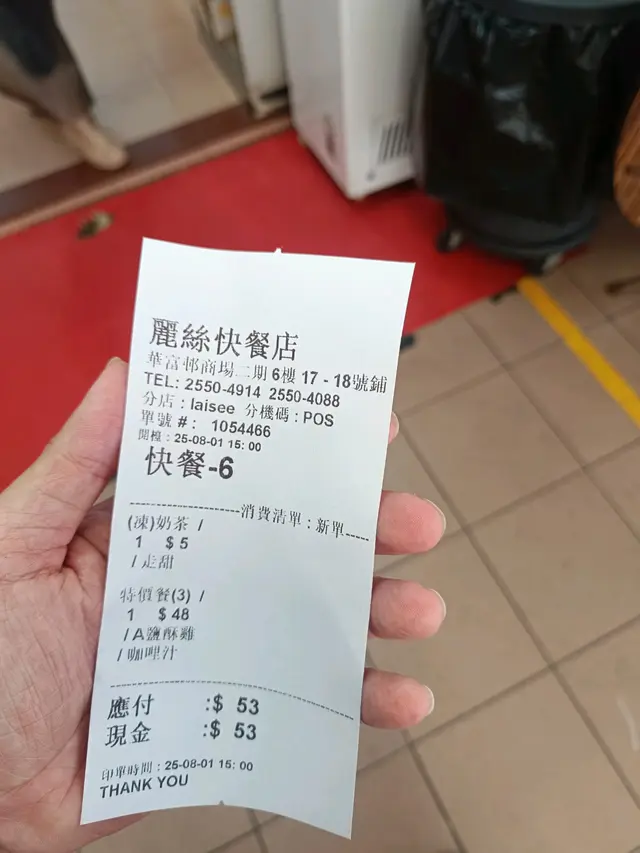 麗絲快餐店
華富邨商場二期 6樓 17 - 18號鋪
TEL: 2550-4914 2550-4088
分店 : laisee 分機碼 : POS
單號 # : 1054466
開檯 : 25-08-01 15: 00
快餐-6
消費清單 : 新單
(凍)奶茶 /
1 $ 5
/ 走甜
特價餐(3) /
1 $ 48
/ A鹽酥雞
/ 咖喱汁
應付 :$ 53
現金 :$ 53
印單時間 : 25-08-01 15: 00
THANK YOU